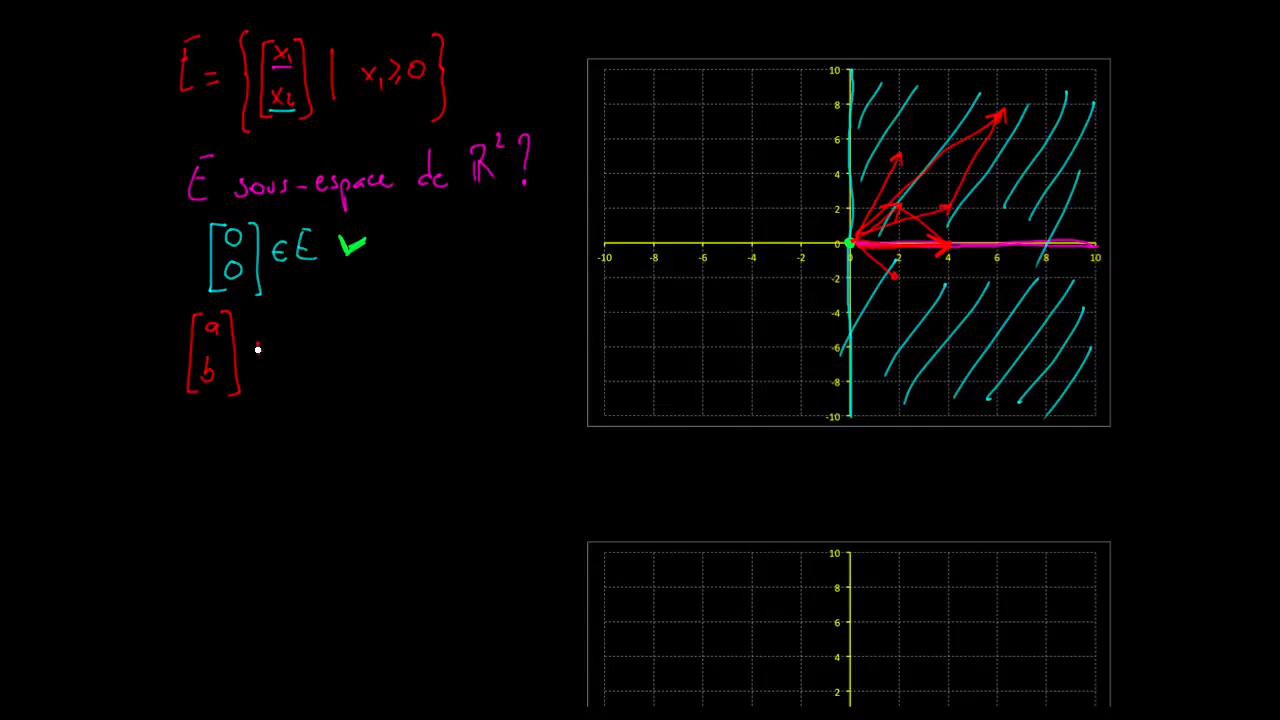 E = { [x₁
x₂] | x₁ ≥ 0 }
E sous-espace de ℝ² ?
[0
0] ∈ E ✓
[a
b]
10
8
6
4
2
0
-2
-4
-6
-8
-10
-10 -8 -6 -4 -2 0 2 4 6 8 10
10
8
6
4
2